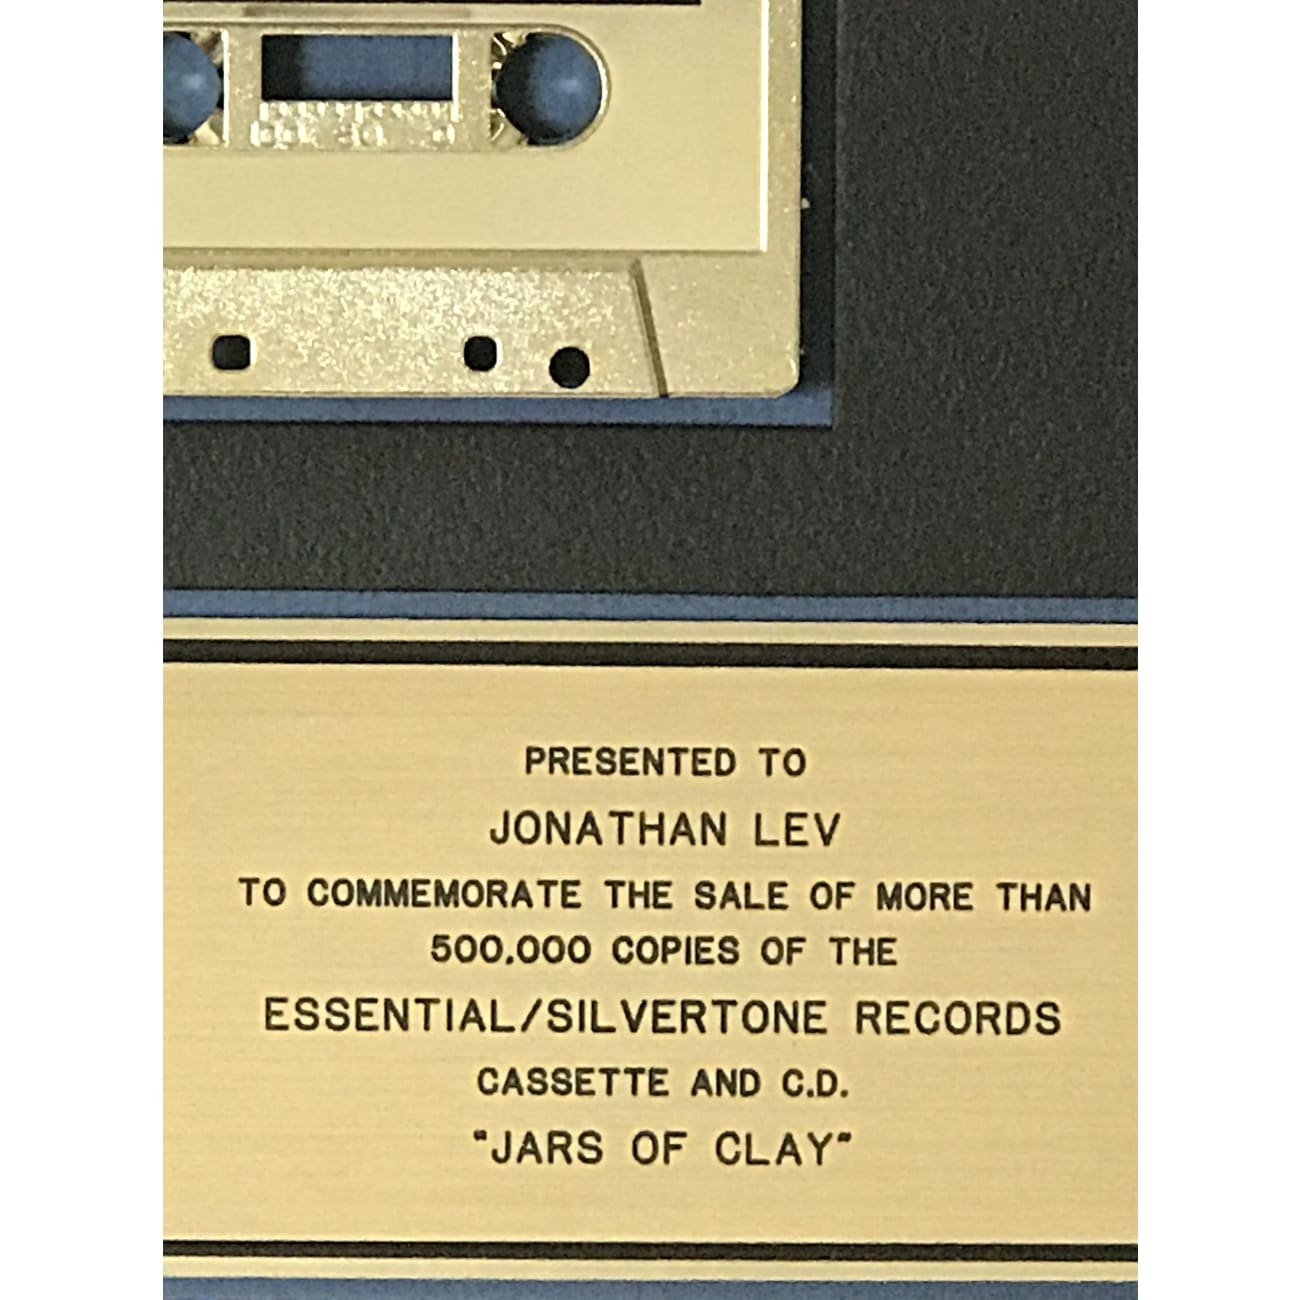 PRESENTED TO
JONATHAN LEV
TO COMMEMORATE THE SALE OF MORE THAN
500,000 COPIES OF THE
ESSENTIAL/SILVERTONE RECORDS
CASSETTE AND C.D.
"JARS OF CLAY"